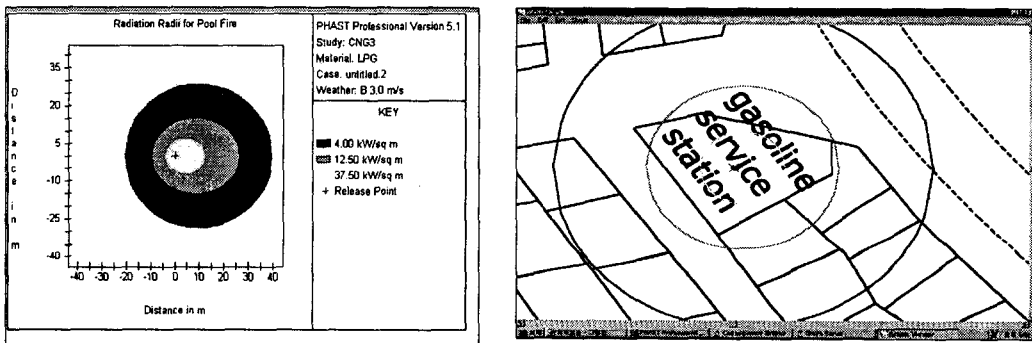 Radiation Radii for Pool Fire
PHAST Professional Version 5.1
Study: CNG3
Material: LPG
Case: untitled.2
Weather: B 3.0 m/s
KEY
4.00 kW/sq m
12.50 kW/sq m
37.50 kW/sq m
+ Release Point
Distance in m
35
20
5
-10
-25
-40
-40 -30 -20 -10 0 10 20 30 40
Distance in m
gasoline
service
station